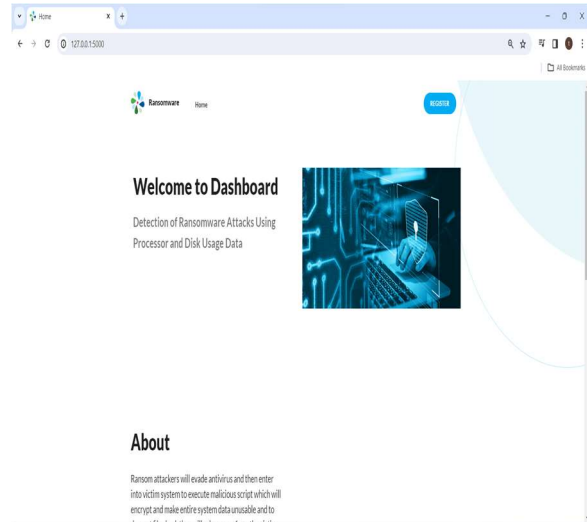 Home
127.0.0.1:5000
All Bookmarks
Ransomware
Home
REGISTER
Welcome to Dashboard
Detection of Ransomware Attacks Using
Processor and Disk Usage Data
About
Ransom attackers will evade antivirus and then enter
into victim system to execute malicious script which will
encrypt and make entire system data unusable and to